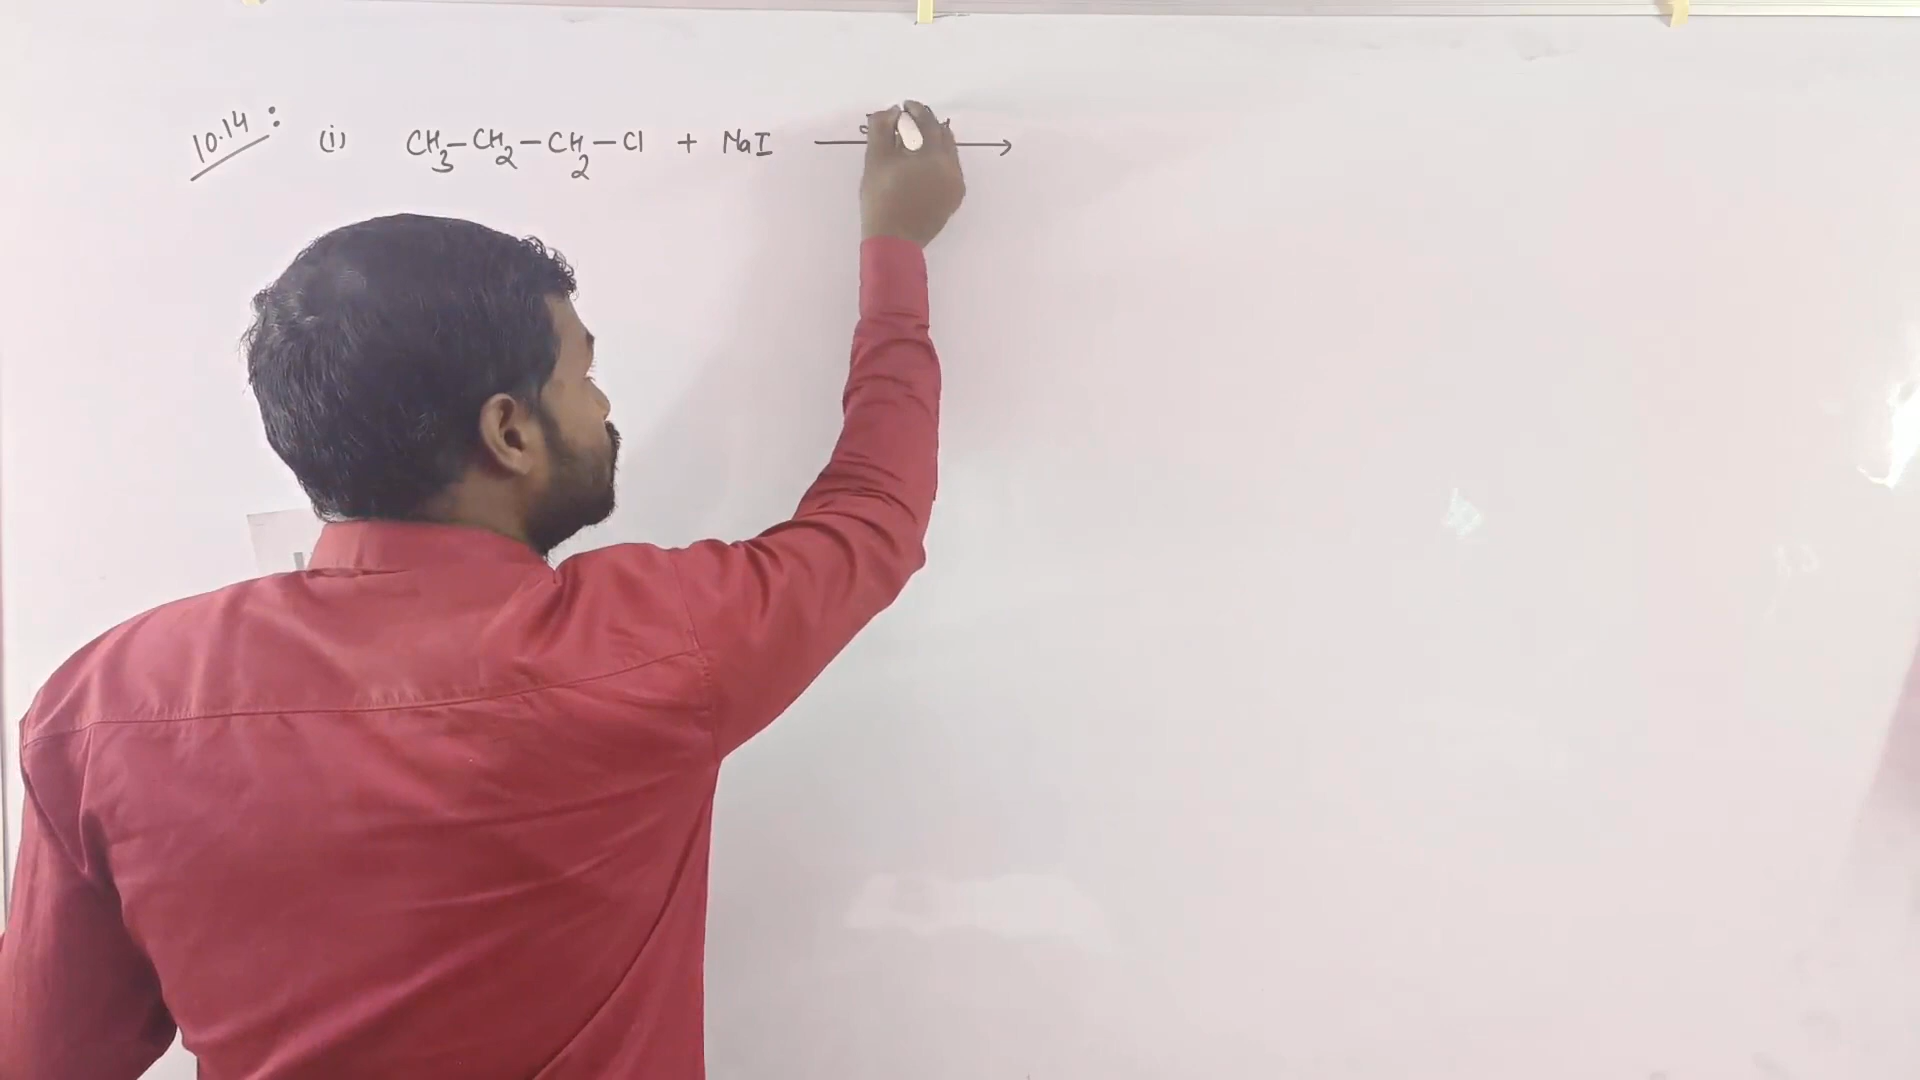 10.14 : (i) CH₃–CH₂–CH₂–Cl + NaI ⟶